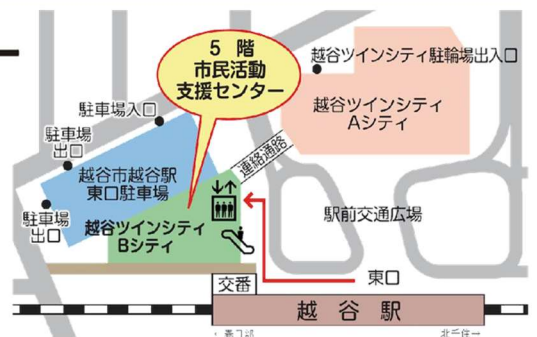 5 階
市民活動
支援センター
越谷ツインシティ駐輪場出入口
越谷ツインシティ
Aシティ
駐車場入口
駐車場
出口
連絡通路
越谷市越谷駅
東口駐車場
駐車場
出口
越谷ツインシティ
Bシティ
駅前交通広場
東口
交番
越谷駅
北千住→